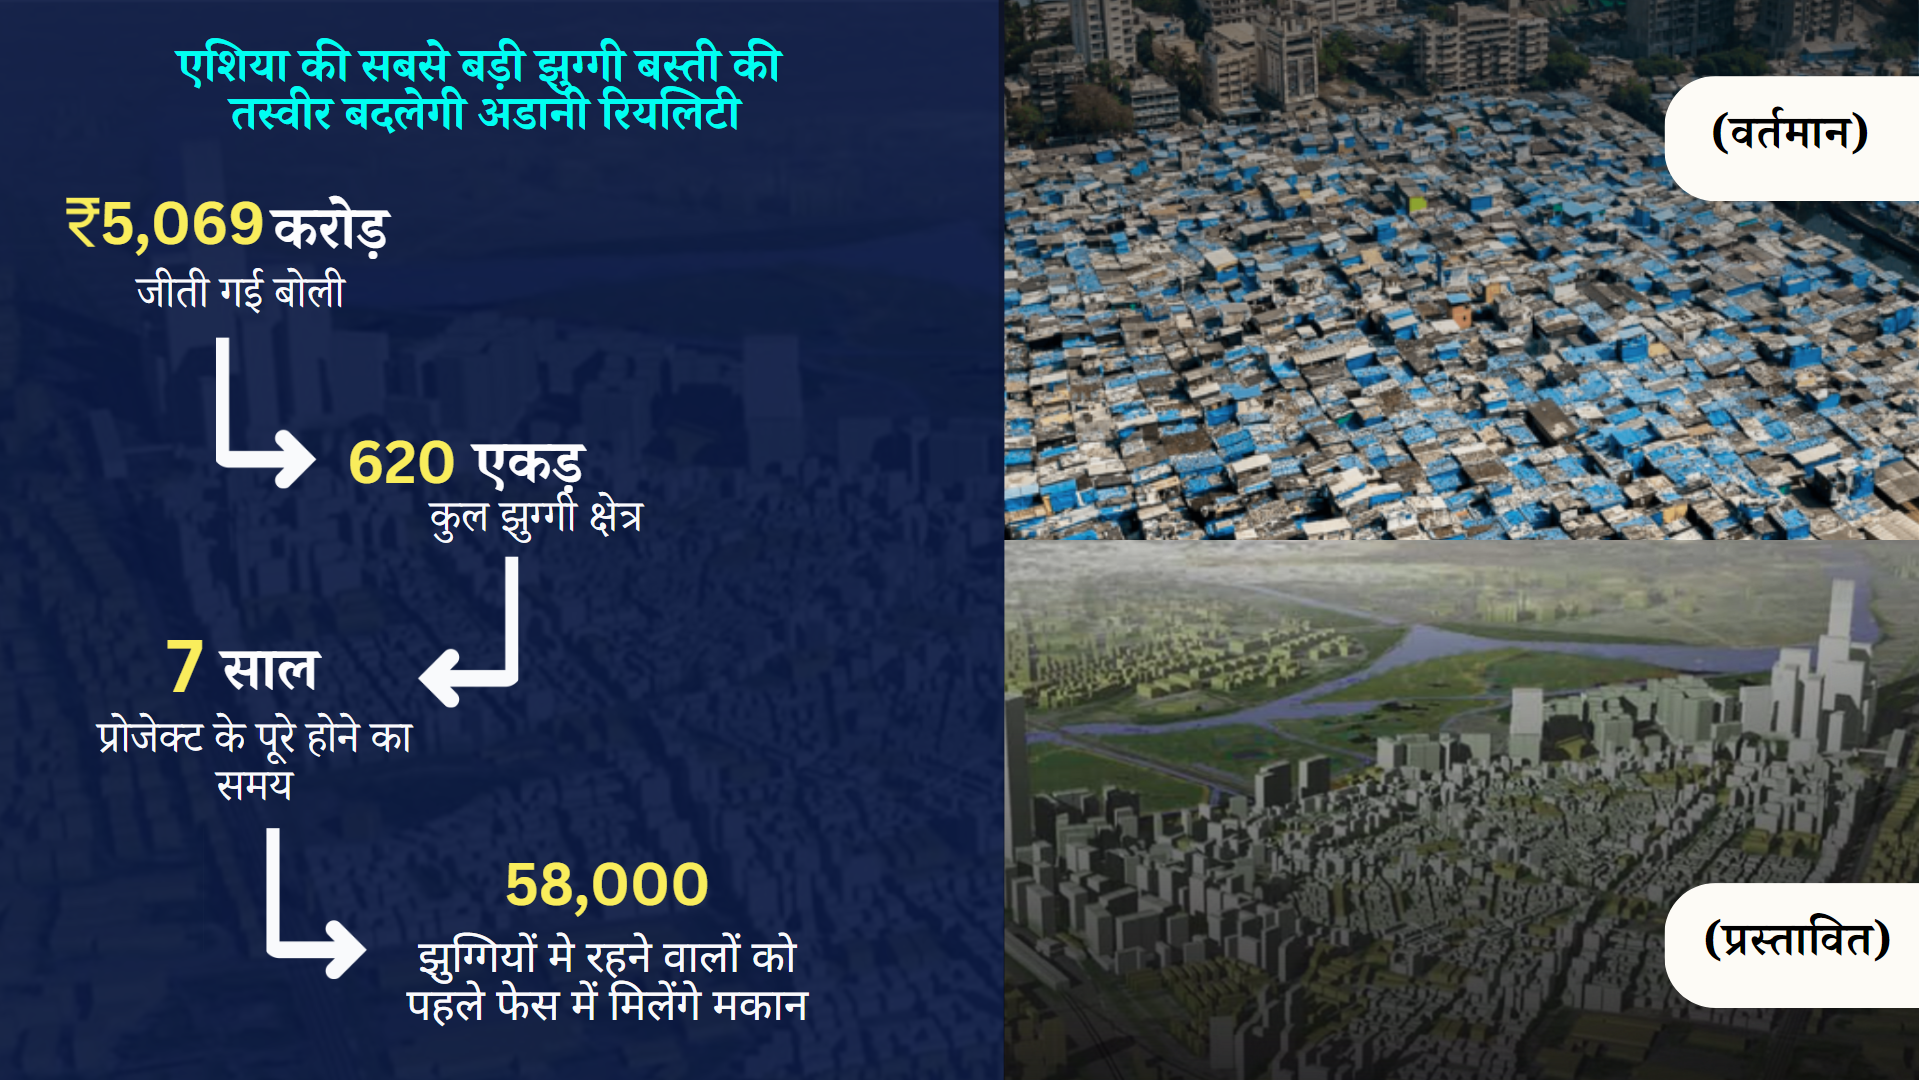 एशिया की सबसे बड़ी झुग्गी बस्ती की
तस्वीर बदलेगी अडानी रियलिटी
₹5,069 करोड़
जीती गई बोली
620 एकड़
कुल झुग्गी क्षेत्र
7 साल
प्रोजेक्ट के पूरे होने का
समय
58,000
झुग्गियों मे रहने वालों को
पहले फेस में मिलेंगे मकान
(वर्तमान)
(प्रस्तावित)